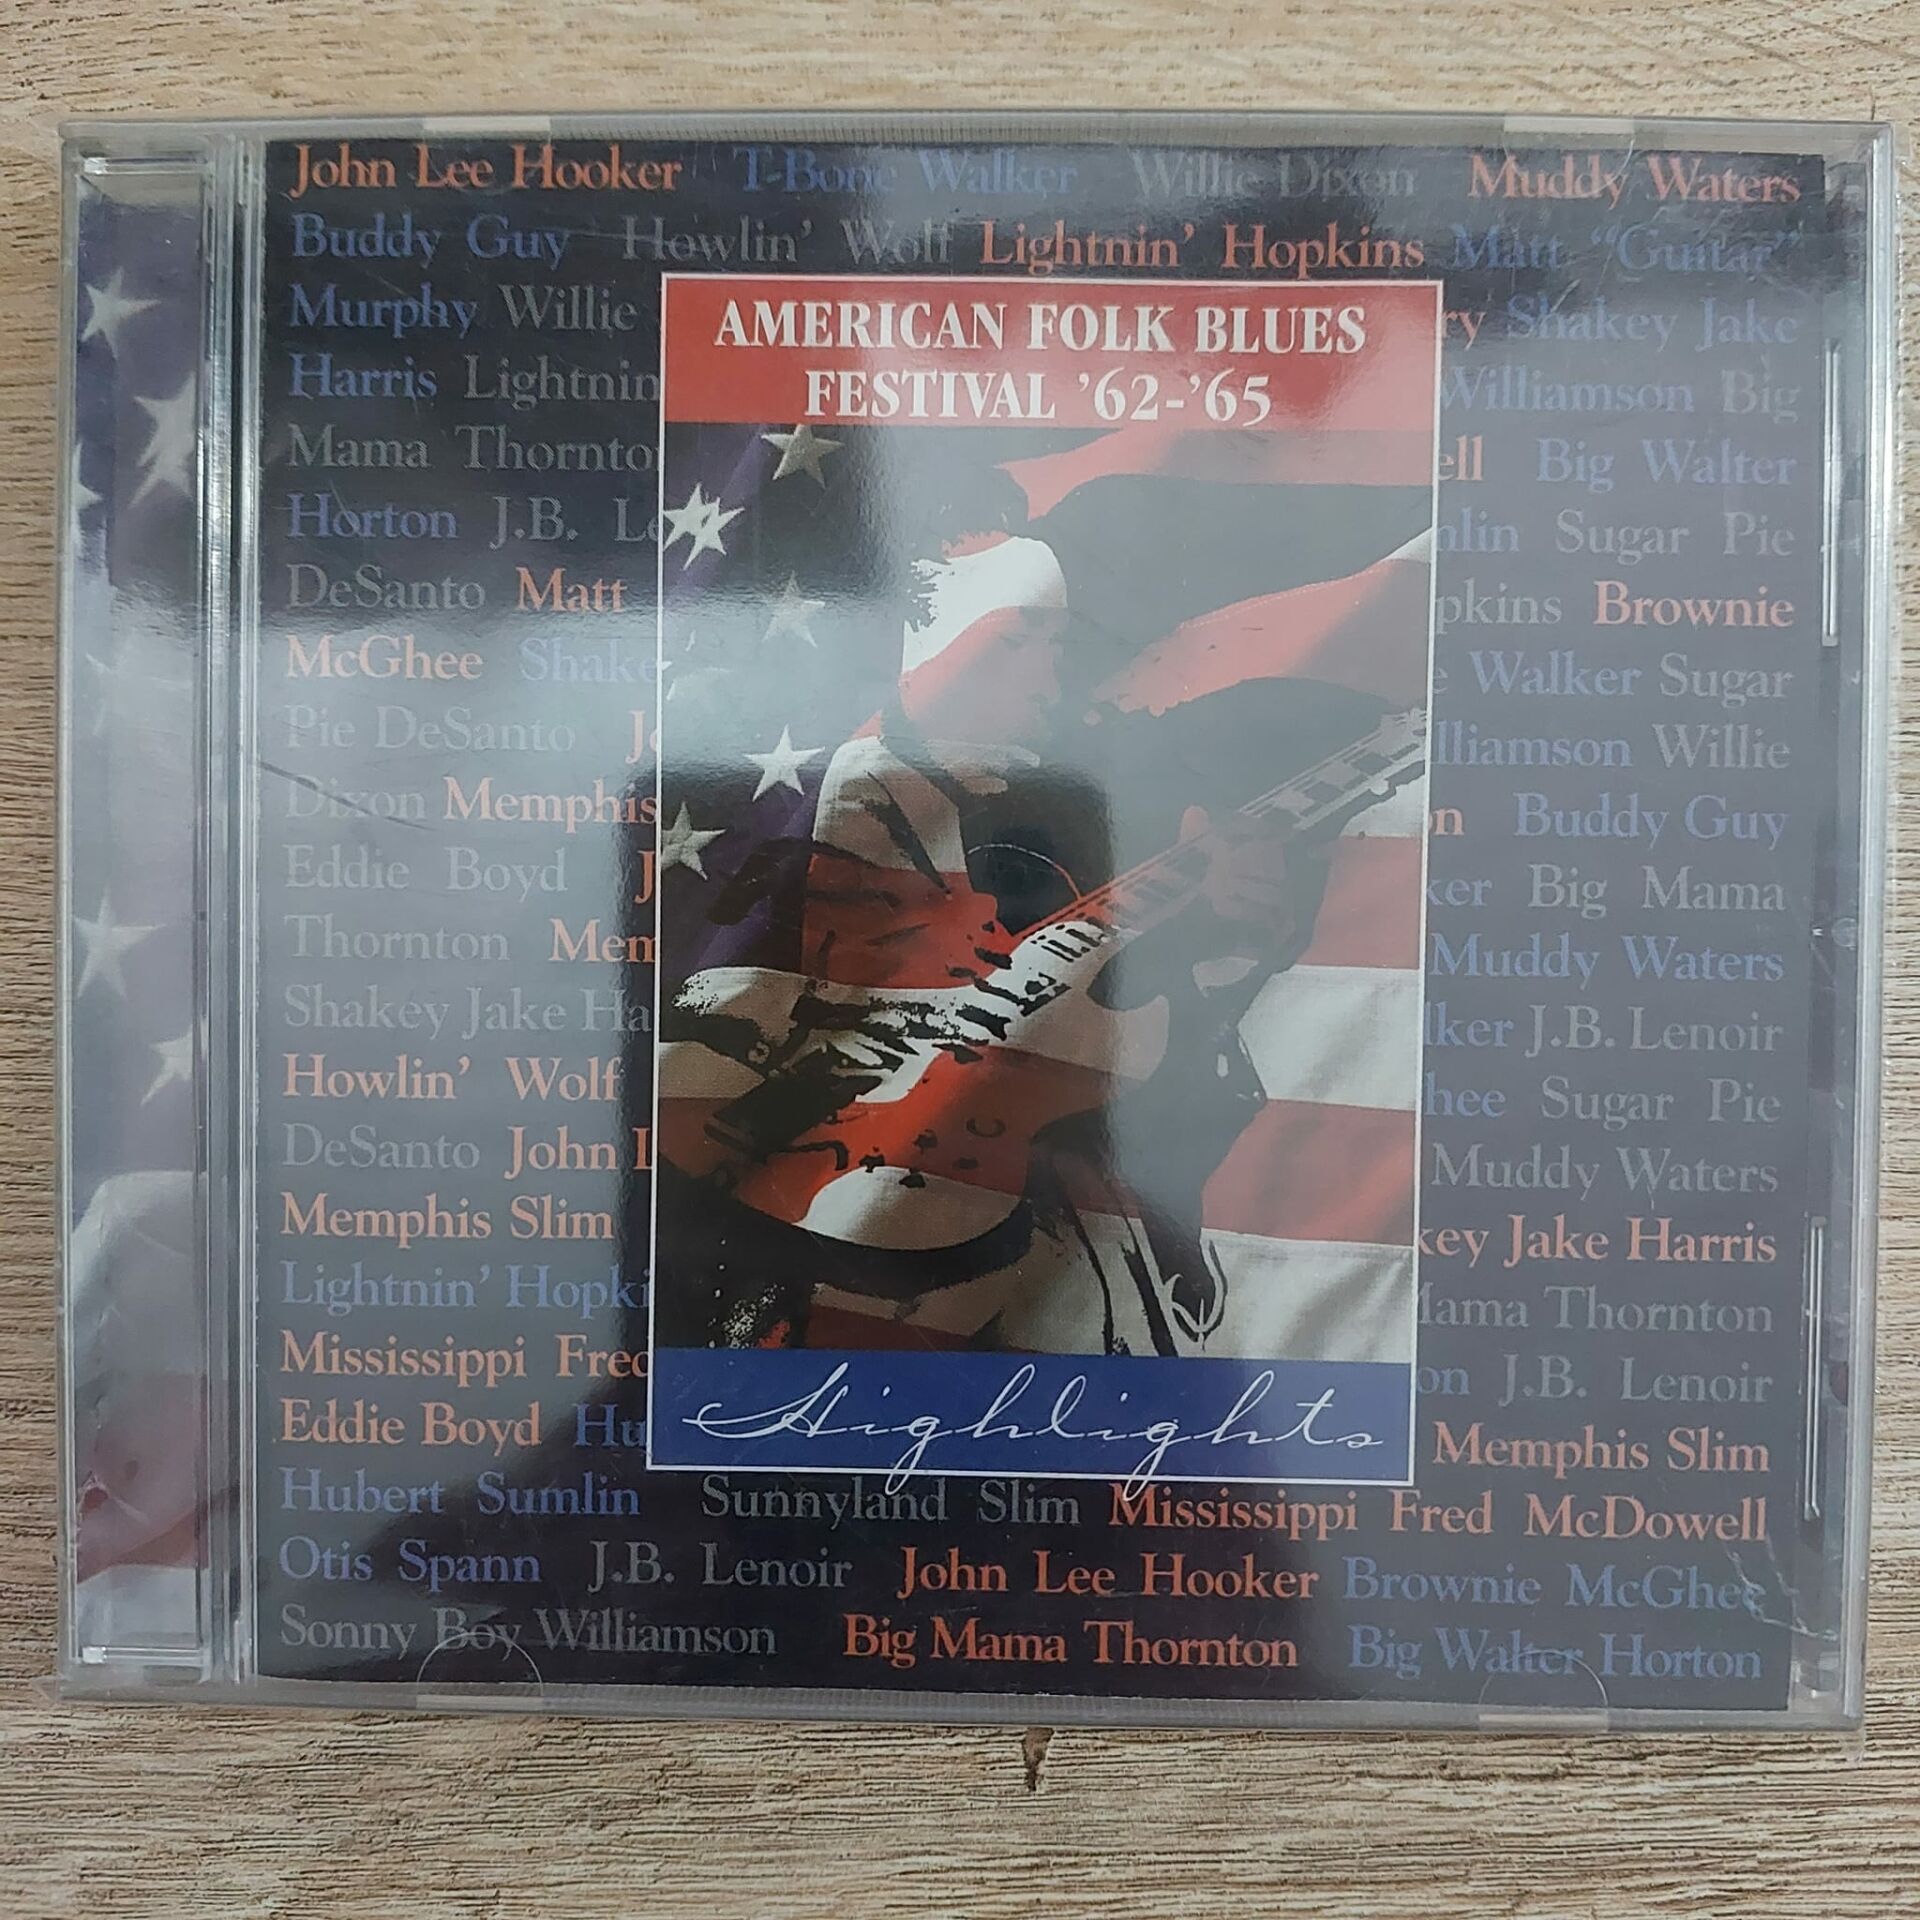 John Lee Hooker T-Bone Walker Willie Dixon Muddy Waters
Buddy Guy Howlin' Wolf Lightnin' Hopkins Matt "Guitar"
AMERICAN FOLK BLUES
FESTIVAL '62-'65
Murphy Willie
Shakey Jake
Harris Lightnin
Williamson Big
Mama
Big Walter
Horton J.B.
Sugar Pie
DeSanto Matt
Brownie
McGhee
Walker Sugar
Pie DeSanto
Willie
Dixon Memphis
Buddy Guy
Eddie Boyd
Big Mama
Thornton
Muddy Waters
Shakey Jake
J.B. Lenoir
Howlin' Wolf
Sugar Pie
DeSanto John
Muddy Waters
Memphis Slim
Jake Harris
Lightnin'
Thornton
Mississippi
J.B. Lenoir
Eddie Boyd
Memphis Slim
Highlights
Hubert Sumlin Sunnyland Slim Mississippi Fred McDowell
Otis Spann J.B. Lenoir John Lee Hooker Brownie McGhee
Sonny Boy Williamson Big Mama Thornton Big Walter Horton